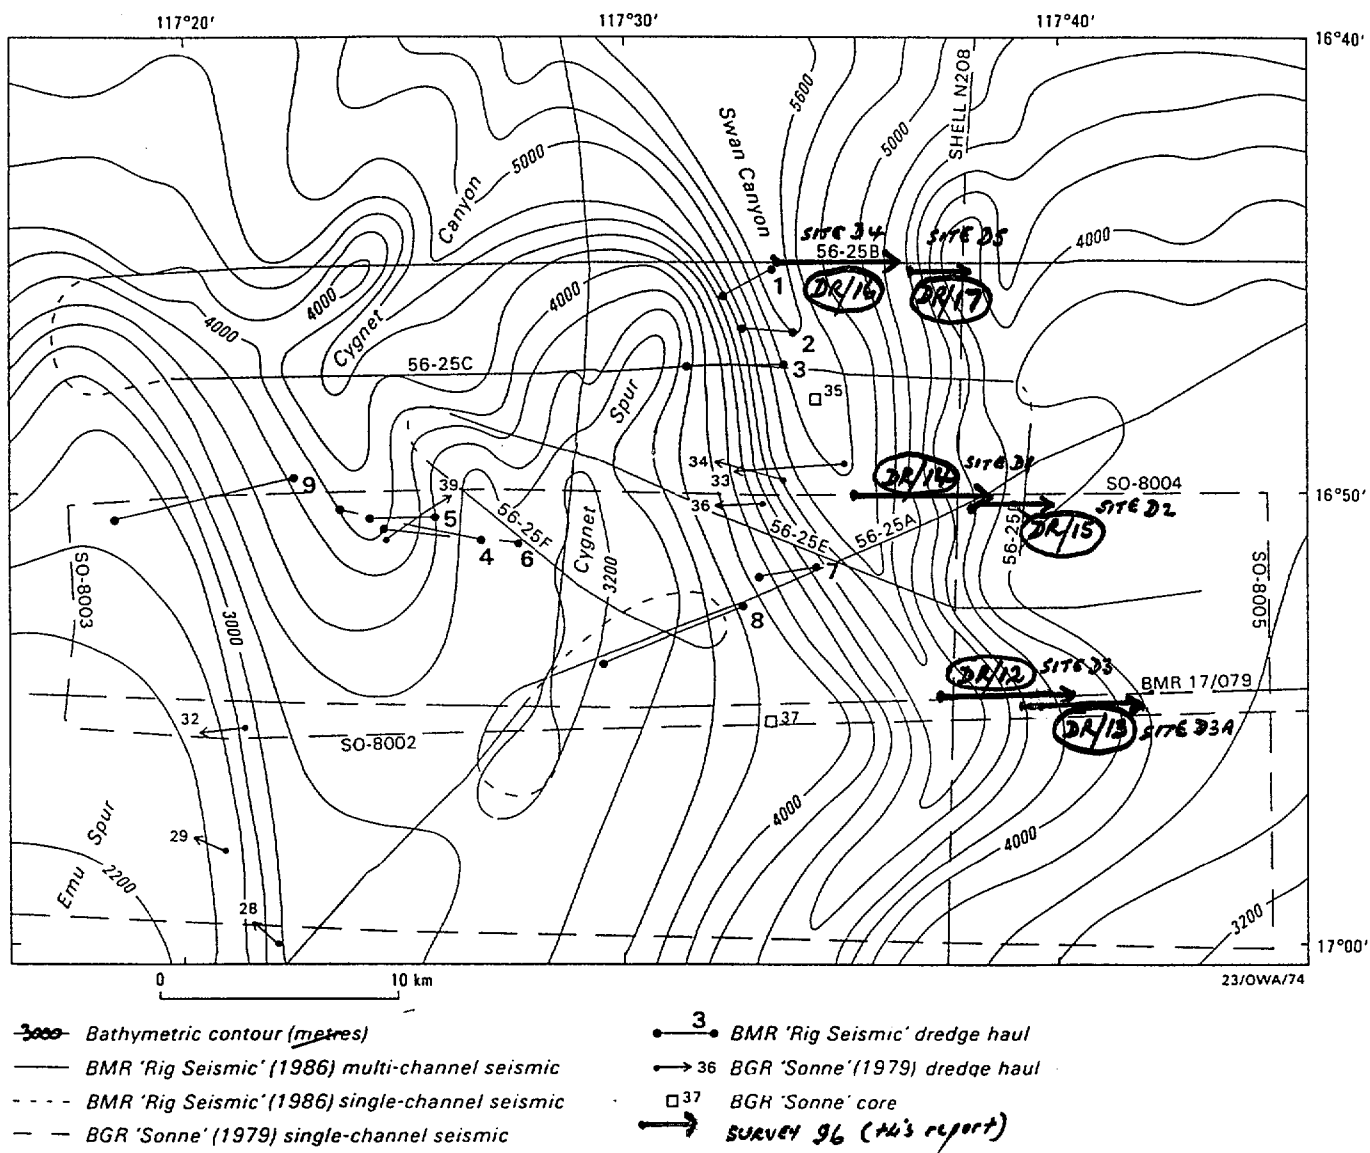 117°20'
117°30'
117°40'
16°40'
5600
5000
SHELL N208
Swan Canyon
5000
Canyon
SITE D4
56-25B
SITE D5
4000
4000
4000
4000
1
DR/16
DR/17
Cygnet
2
56-25C
3
35
Spur
34
33
DR/14
SITE D1
SO-8004
16°50'
9
39
36
5
56-25F
56-25A
SITE D2
DR/15
4
6
Cygnet
56-25E
SO-8003
3200
7
SO-8005
3000
8
DR/12
SITE D3
BMR 17/079
32
37
SO-8002
DR/13
SITE D3A
4000
4000
29
Emu Spur
2200
28
3200
17°00'
0
10 km
23/OWA/74
3000 Bathymetric contour (metres)
BMR 'Rig Seismic' (1986) multi-channel seismic
BMR 'Rig Seismic' (1986) single-channel seismic
BGR 'Sonne' (1979) single-channel seismic
3 BMR 'Rig Seismic' dredge haul
36 BGR 'Sonne' (1979) dredge haul
37 BGR 'Sonne' core
SURVEY 96 (this report)